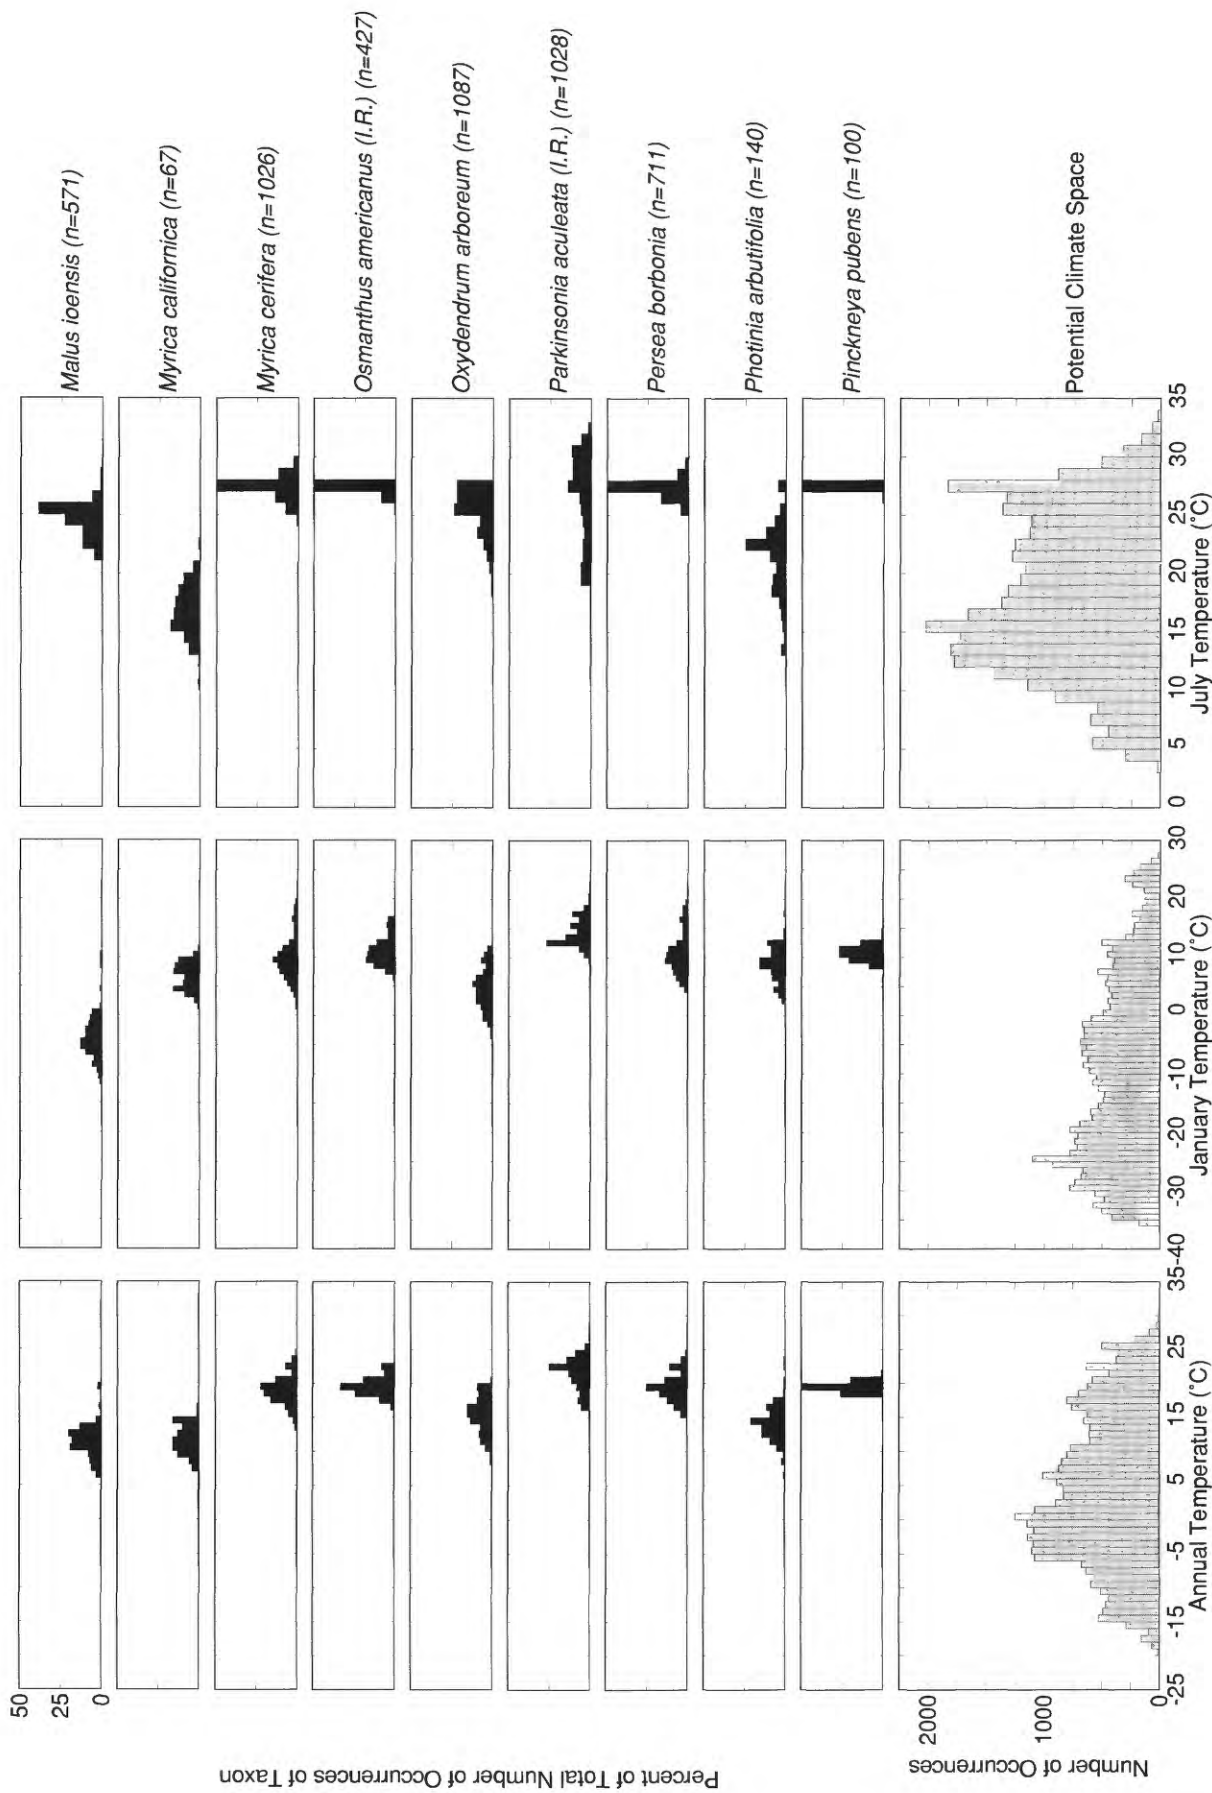 Percent of Total Number of Occurrences of Taxon
50
25
0
Malus ioensis (n=571)
Myrica californica (n=67)
Myrica cerifera (n=1026)
Osmanthus americanus (I.R.) (n=427)
Oxydendrum arboreum (n=1087)
Parkinsonia aculeata (I.R.) (n=1028)
Persea borbonia (n=711)
Photinia arbutifolia (n=140)
Pinckneya pubens (n=100)
Potential Climate Space
Number of Occurrences
2000
1000
0
-25 -15 -5 5 15 25 35
Annual Temperature (°C)
-40 -30 -20 -10 0 10 20 30
January Temperature (°C)
0 5 10 15 20 25 30 35
July Temperature (°C)